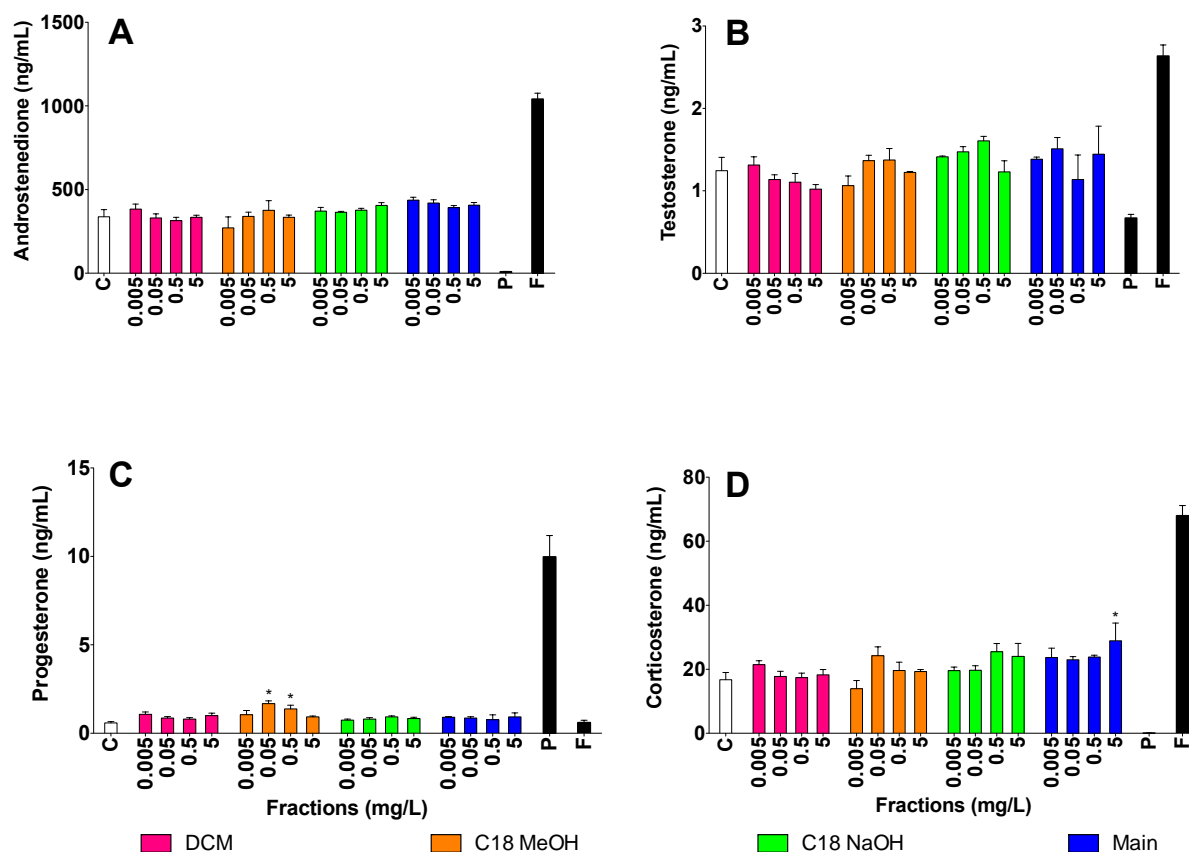 A
Androstenedione (ng/mL)
1500
1000
500
0
C 0.005 0.05 0.5 5 0.005 0.05 0.5 5 0.005 0.05 0.5 5 0.005 0.05 0.5 5 P F
B
Testosterone (ng/mL)
3
2
1
0
C 0.005 0.05 0.5 5 0.005 0.05 0.5 5 0.005 0.05 0.5 5 0.005 0.05 0.5 5 P F
C
Progesterone (ng/mL)
15
10
5
0
* *
C 0.005 0.05 0.5 5 0.005 0.05 0.5 5 0.005 0.05 0.5 5 0.005 0.05 0.5 5 P F
Fractions (mg/L)
D
Corticosterone (ng/mL)
80
60
40
20
0
*
C 0.005 0.05 0.5 5 0.005 0.05 0.5 5 0.005 0.05 0.5 5 0.005 0.05 0.5 5 P F
Fractions (mg/L)
DCM C18 MeOH C18 NaOH Main